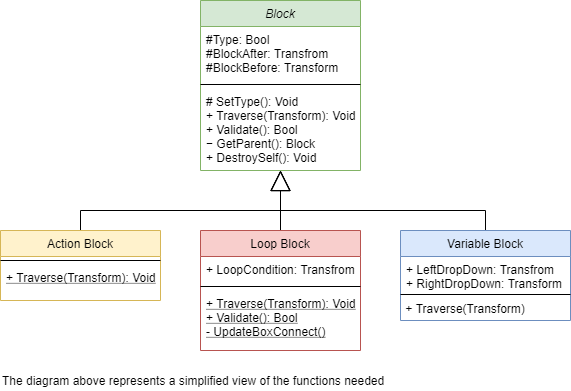 Block
#Type: Bool
#BlockAfter: Transfrom
#BlockBefore: Transform
# SetType(): Void
+ Traverse(Transform): Void
+ Validate(): Bool
− GetParent(): Block
+ DestroySelf(): Void
Action Block
+ Traverse(Transform): Void
Loop Block
+ LoopCondition: Transfrom
+ Traverse(Transform): Void
+ Validate(): Bool
- UpdateBoxConnect()
Variable Block
+ LeftDropDown: Transfrom
+ RightDropDown: Transform
+ Traverse(Transform)
The diagram above represents a simplified view of the functions needed